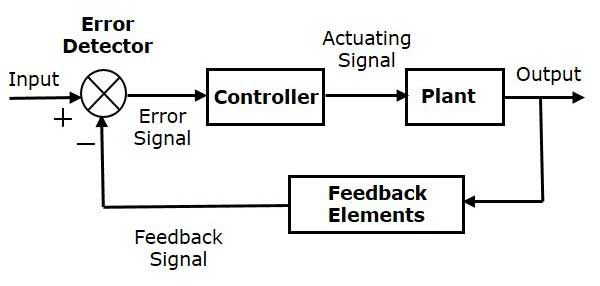 Error
Detector
Input
+
−
Error
Signal
Controller
Actuating
Signal
Plant
Output
Feedback
Elements
Feedback
Signal